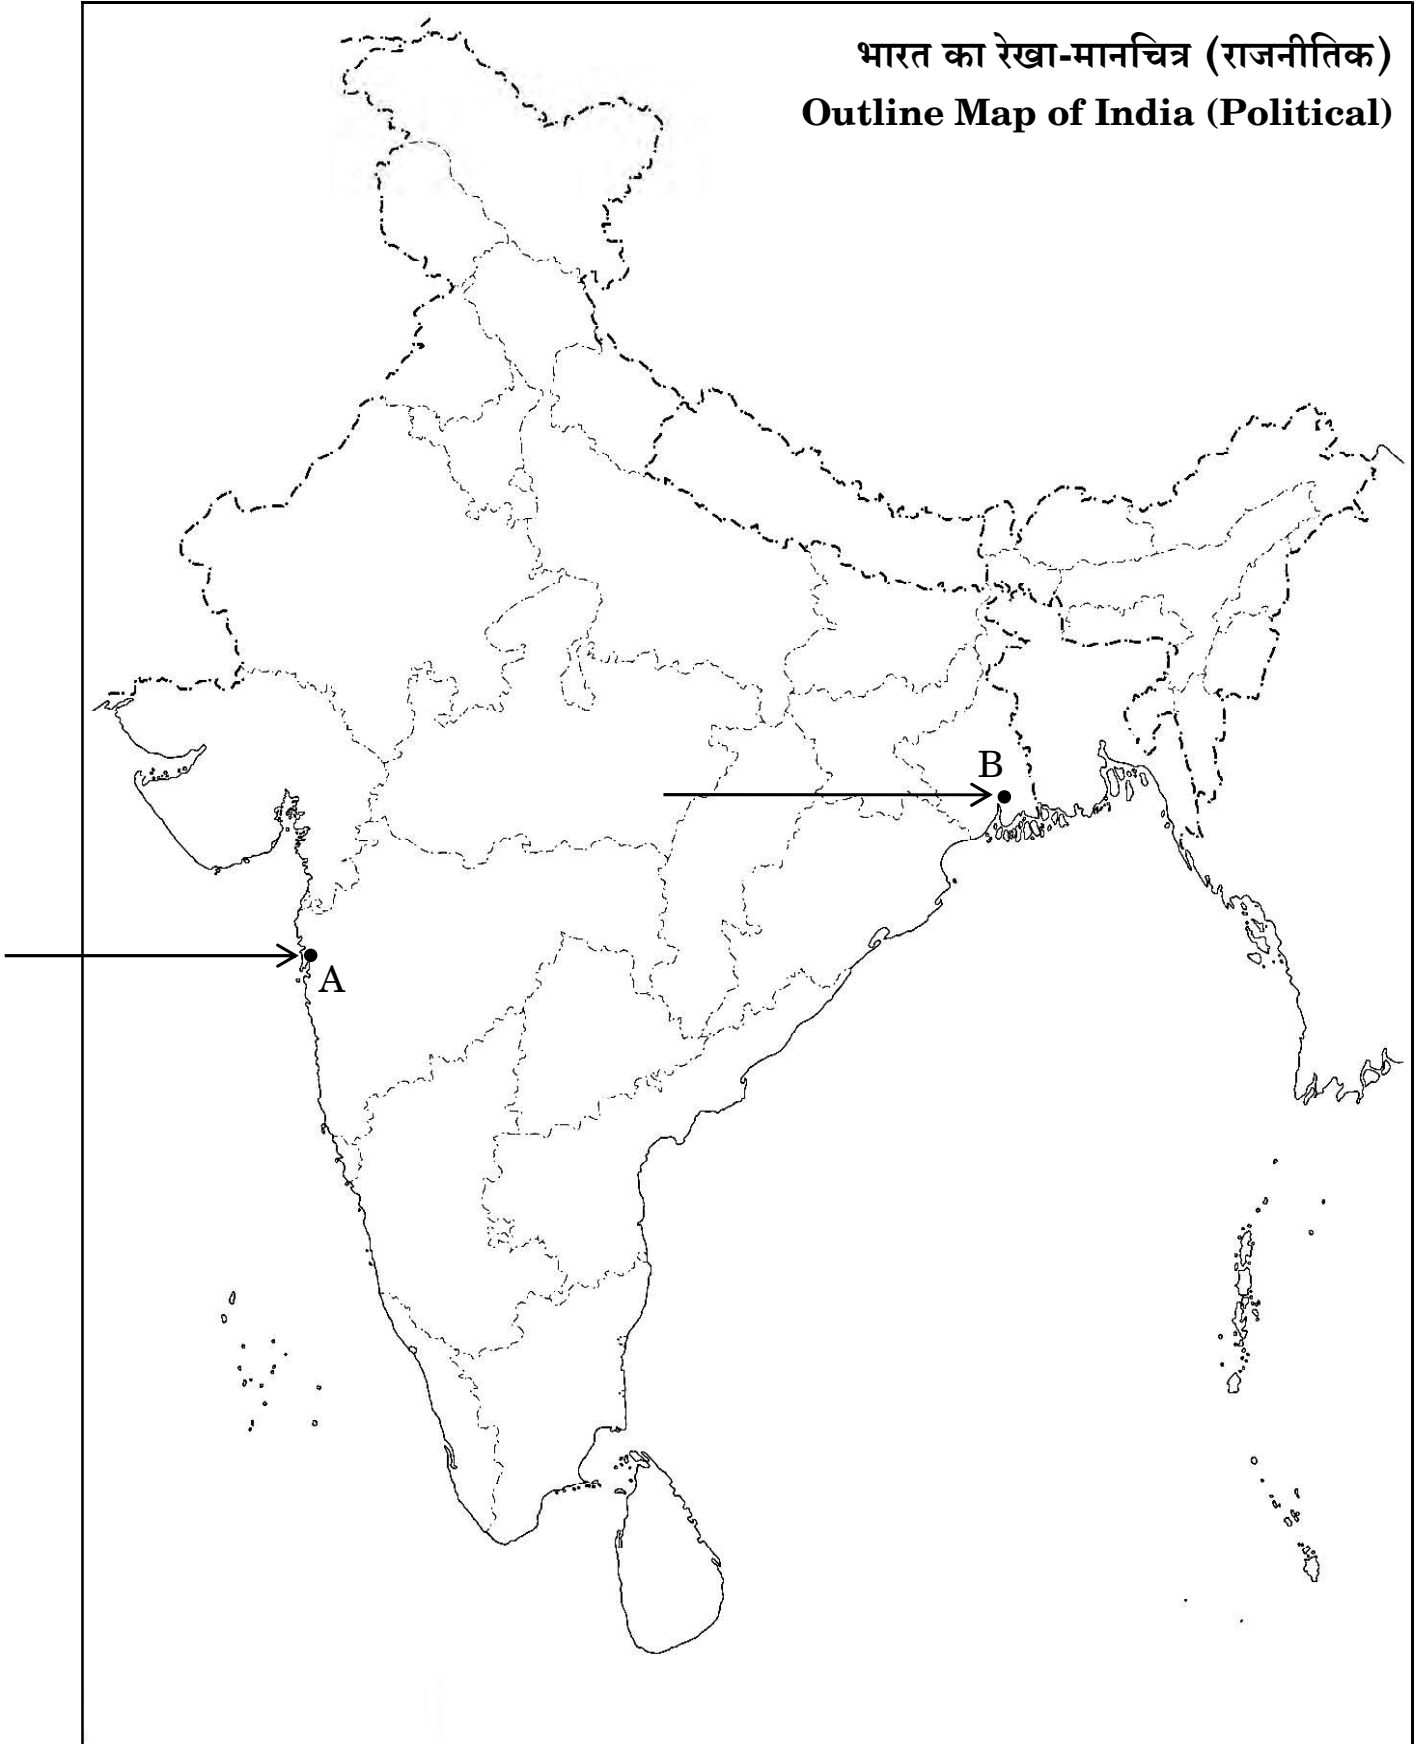 भारत का रेखा-मानचित्र (राजनीतिक)
Outline Map of India (Political)
B
A